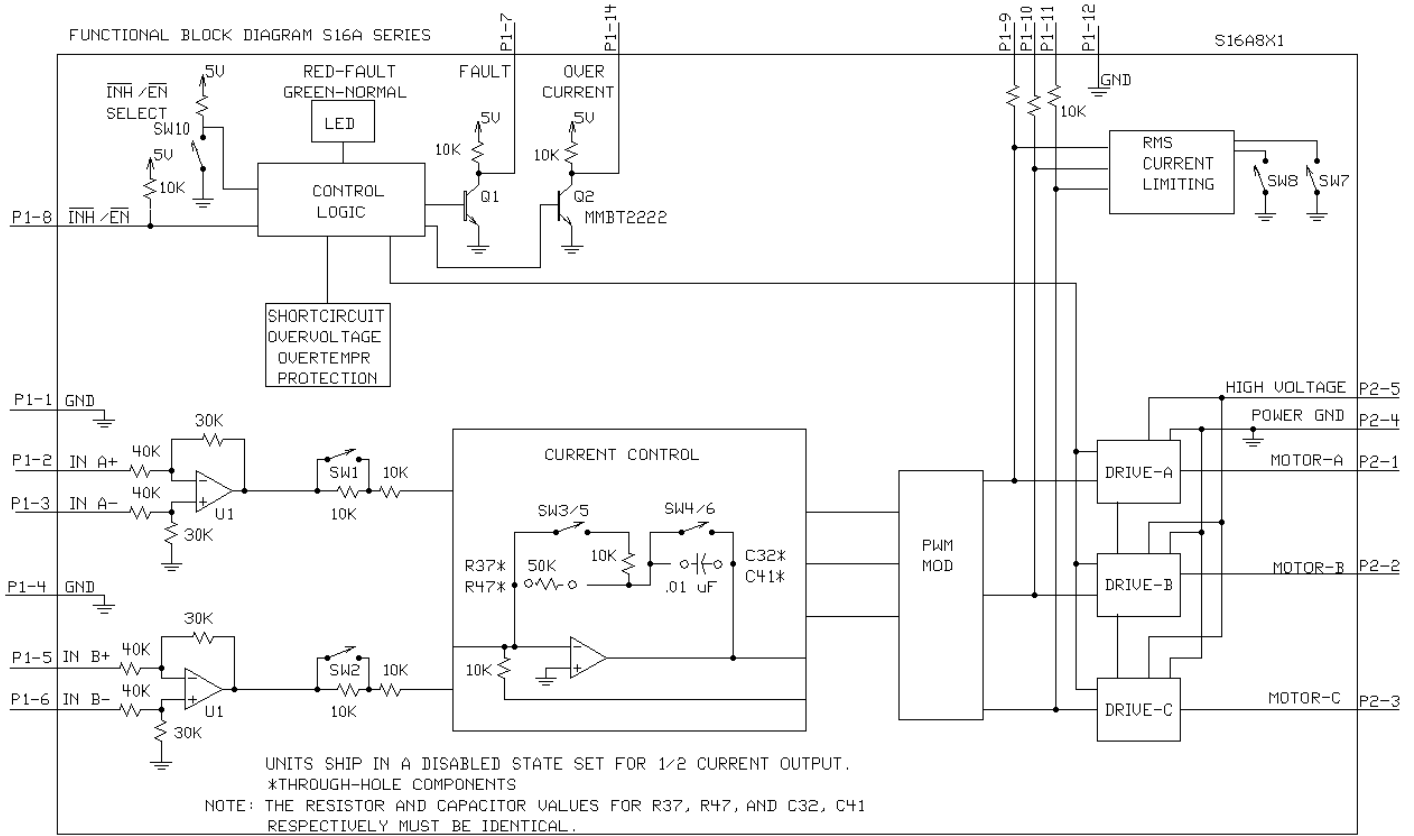 FUNCTIONAL BLOCK DIAGRAM S16A SERIES
P1-7
P1-14
P1-9
P1-10
P1-11
P1-12
S16A8X1
INH/EN
SELECT
5V
RED-FAULT
GREEN-NORMAL
FAULT
OVER
CURRENT
GND
SW10
LED
5V
5V
10K
5V
10K
10K
10K
RMS
CURRENT
LIMITING
SW8
SW7
CONTROL
LOGIC
Q1
Q2
MMBT2222
P1-8
INH/EN
SHORTCIRCUIT
OVERVOLTAGE
OVERTEMPR
PROTECTION
HIGH VOLTAGE
P2-5
P1-1
GND
POWER GND
P2-4
30K
P1-2
IN A+
40K
SW1
10K
CURRENT CONTROL
DRIVE-A
MOTOR-A
P2-1
P1-3
IN A-
40K
U1
10K
30K
SW3/5
SW4/6
R37*
50K
10K
C32*
R47*
.01 uF
C41*
PWM
MOD
P1-4
GND
DRIVE-B
MOTOR-B
P2-2
30K
P1-5
IN B+
40K
SW2
10K
10K
P1-6
IN B-
40K
U1
10K
30K
DRIVE-C
MOTOR-C
P2-3
UNITS SHIP IN A DISABLED STATE SET FOR 1/2 CURRENT OUTPUT.
*THROUGH-HOLE COMPONENTS
NOTE: THE RESISTOR AND CAPACITOR VALUES FOR R37, R47, AND C32, C41
RESPECTIVELY MUST BE IDENTICAL.